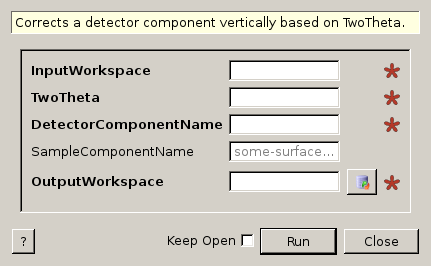 Corrects a detector component vertically based on TwoTheta.
InputWorkspace
TwoTheta
DetectorComponentName
SampleComponentName some-surface...
OutputWorkspace
? Keep Open Run Close